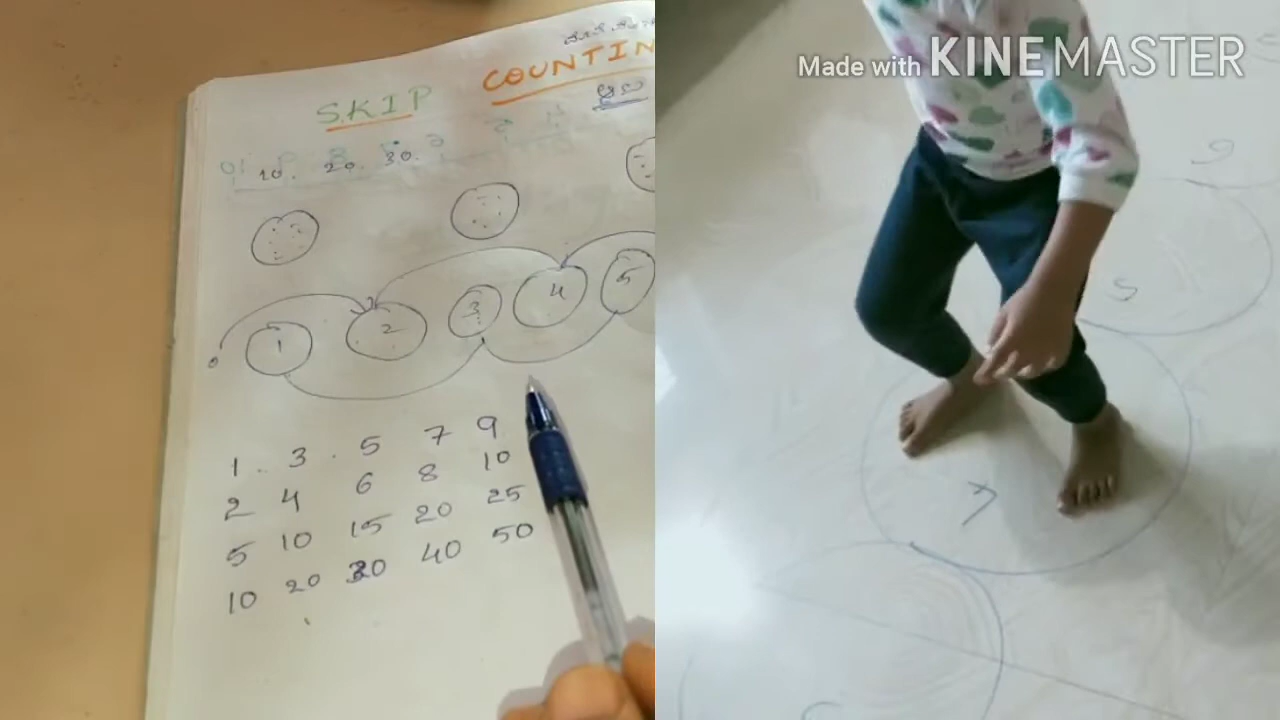 SKIP COUNTIN
10. 20. 30.
1 2 3 4 5
1 . 3 . 5 7 9
2 4 6 8 10
5 10 15 20 25
10 20 30 40 50
Made with KINEMASTER
9
5